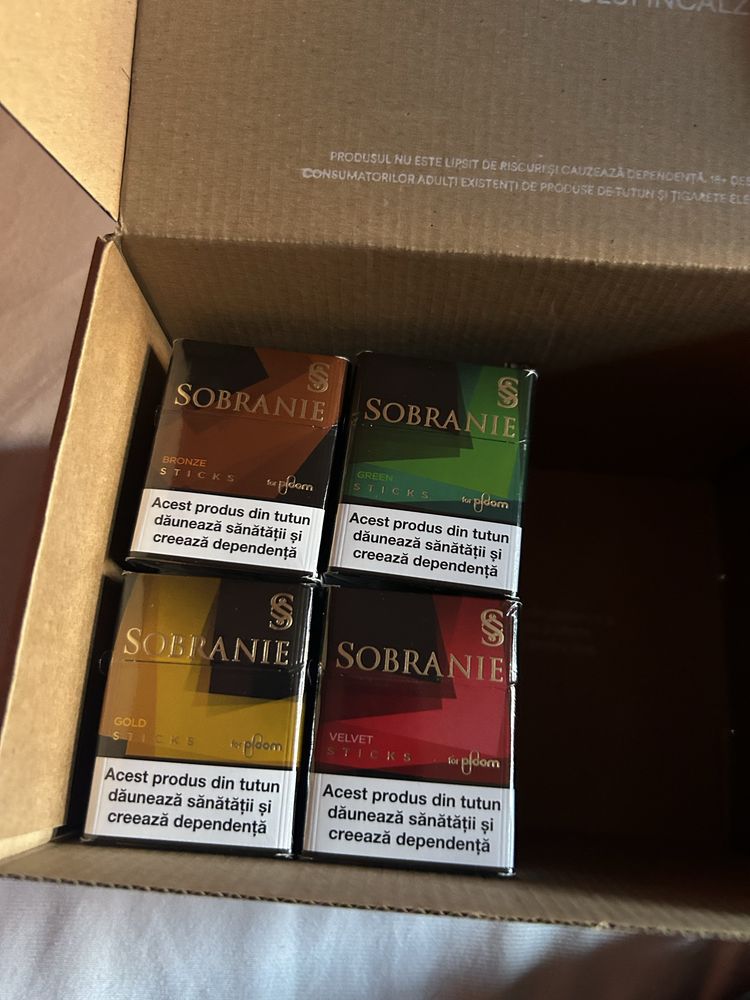 PRODUSUL NU ESTE LIPSIT DE RISCURI ȘI CAUZEAZĂ DEPENDENȚĂ. 18+
CONSUMATORILOR ADULȚI EXISTENȚI DE PRODUSE DE TUTUN ȘI ȚIGARETE
SOBRANIE
BRONZE
STICKS
for ploom
Acest produs din tutun
dăunează sănătății și
creează dependență
SOBRANIE
GREEN
STICKS
for ploom
Acest produs din tutun
dăunează sănătății și
creează dependență
SOBRANIE
GOLD
STICKS
for ploom
Acest produs din tutun
dăunează sănătății și
creează dependență
SOBRANIE
VELVET
STICKS
for ploom
Acest produs din tutun
dăunează sănătății și
creează dependență